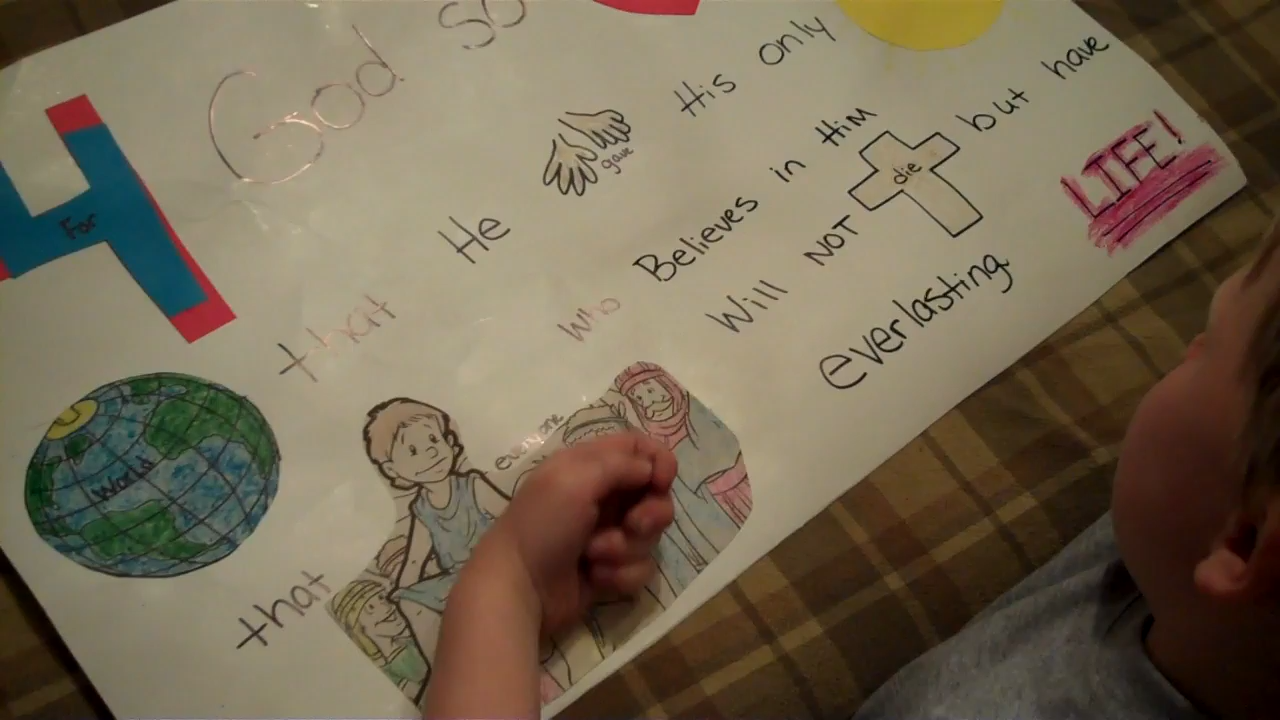 For God so
World that He gave His only
that everyone who Believes in HiM
Will NOT die but have
everlasting LIFE!